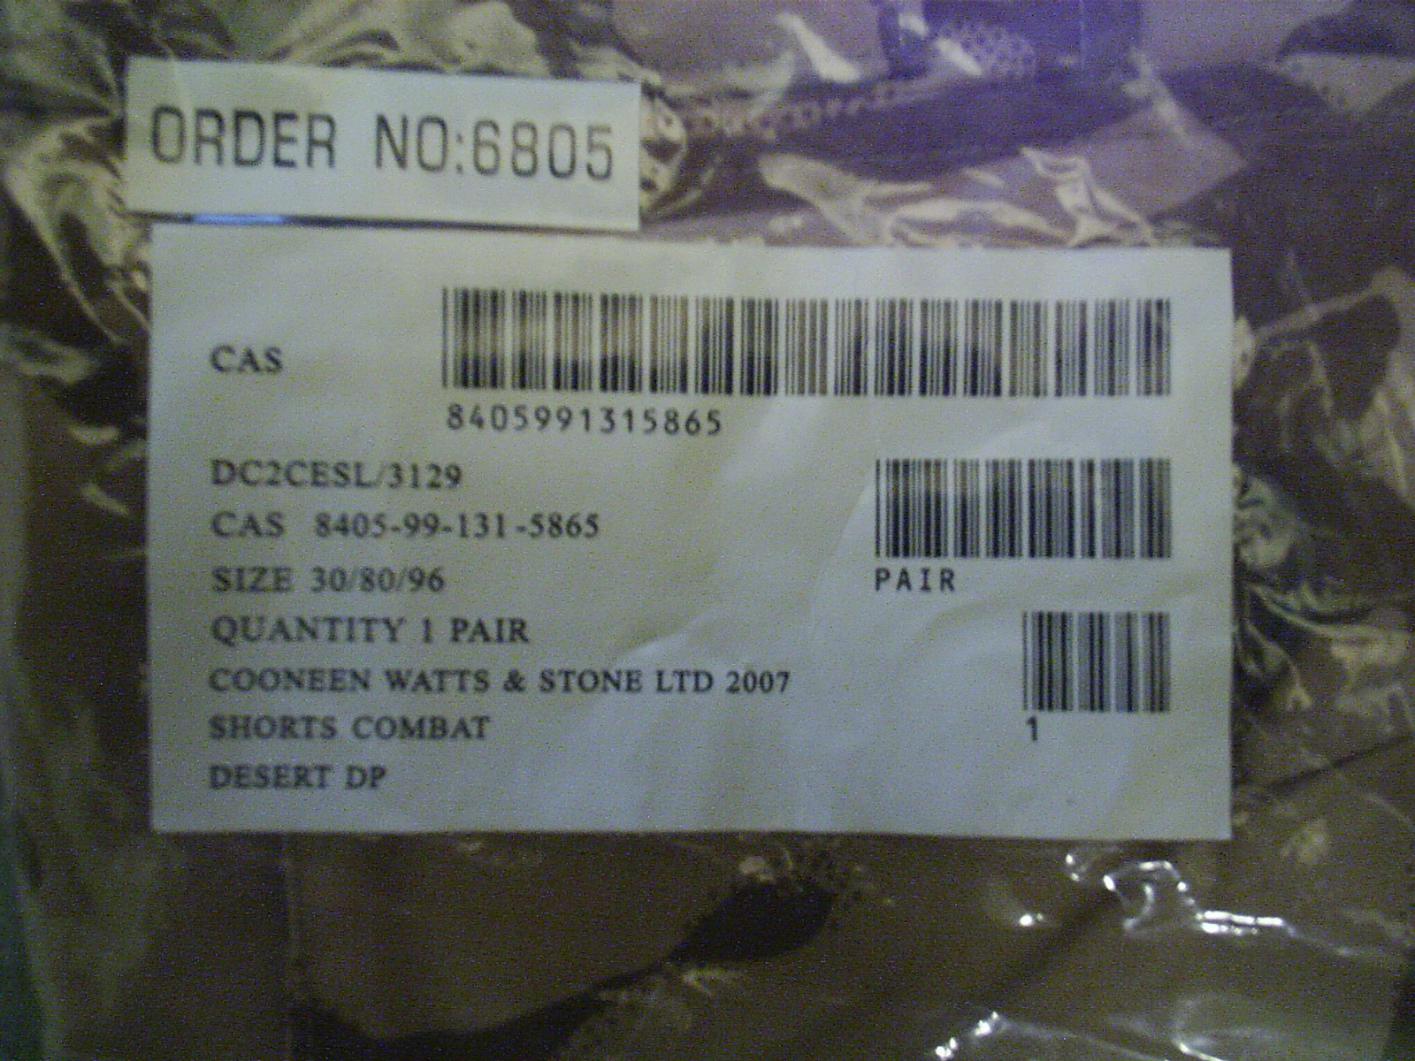 ORDER NO:6805
CAS
8405991315865
DC2CESL/3129
CAS 8405-99-131-5865
SIZE 30/80/96
PAIR
QUANTITY 1 PAIR
COONEEN WATTS & STONE LTD 2007
SHORTS COMBAT
1
DESERT DP